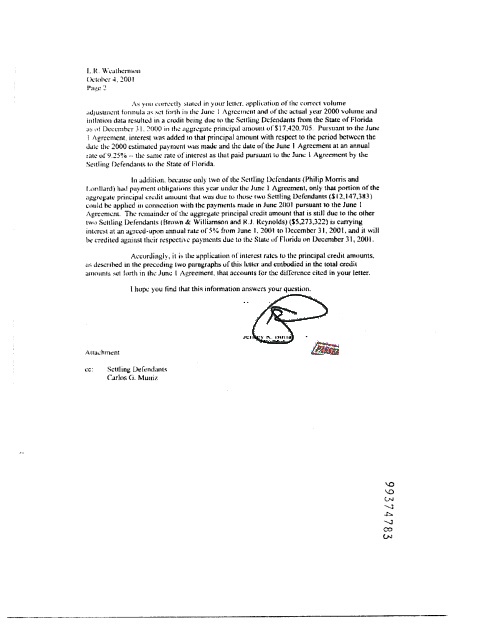 J. R. Weathermon
October 4, 2001
Page 2
As you correctly stated in your letter, application of the correct volume
adjustment formula as set forth in the June 1 Agreement and of the actual year 2000 volume and
inflation data resulted in a credit being due to the Settling Defendants from the State of Florida
as of December 31, 2000 in the aggregate principal amount of $17,420,705. Pursuant to the June
1 Agreement, interest was added to that principal amount with respect to the period between the
date the 2000 estimated payment was made and the date of the June 1 Agreement at an annual
rate of 9.25% -- the same rate of interest as that paid pursuant to the June 1 Agreement by the
Settling Defendants to the State of Florida.
In addition, because only two of the Settling Defendants (Philip Morris and
Lorillard) had payment obligations this year under the June 1 Agreement, only that portion of the
aggregate principal credit amount that was due to those two Settling Defendants ($12,147,383)
could be applied in connection with the payments made in June 2001 pursuant to the June 1
Agreement. The remainder of the aggregate principal credit amount that is still due to the other
two Settling Defendants (Brown & Williamson and R.J. Reynolds) ($5,273,322) is carrying
interest at an agreed-upon annual rate of 5% from June 1, 2001 to December 31, 2001, and it will
be credited against their respective payments due to the State of Florida on December 31, 2001.
Accordingly, it is the application of interest rates to the principal credit amounts,
as described in the preceding two paragraphs of this letter and embodied in the total credit
amounts set forth in the June 1 Agreement, that accounts for the difference cited in your letter.
I hope you find that this information answers your question.
Attachment
cc: Settling Defendants
Carlos G. Muniz
99374783